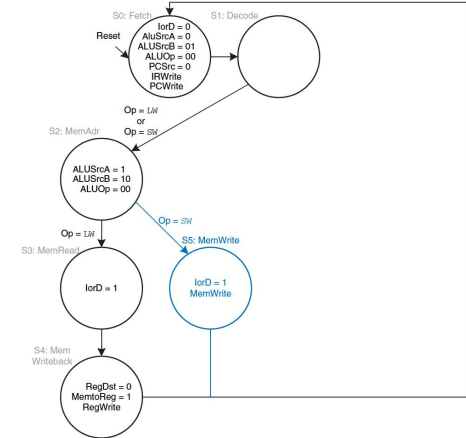 S0: Fetch
S1: Decode
Reset
IorD = 0
AluSrcA = 0
ALUSrcB = 01
ALUOp = 00
PCSrc = 0
IRWrite
PCWrite
Op = LW
or
Op = SW
S2: MemAdr
ALUSrcA = 1
ALUSrcB = 10
ALUOp = 00
Op = SW
Op = LW
S5: MemWrite
S3: MemRead
IorD = 1
IorD = 1
MemWrite
S4: Mem
Writeback
RegDst = 0
MemtoReg = 1
RegWrite